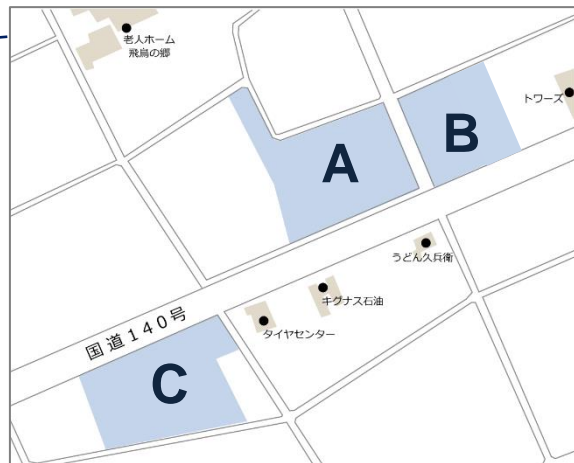 老人ホーム
飛鳥の郷
トワーズ
B
A
うどん久兵衛
キグナス石油
タイヤセンター
国道140号
C